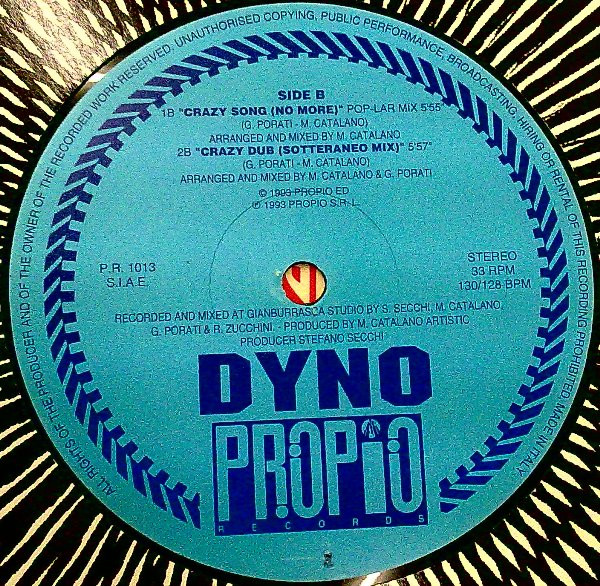 ALL RIGHTS OF THE PRODUCER AND OF THE OWNER OF THE RECORDED WORK RESERVED. UNAUTHORISED COPYING, PUBLIC PERFORMANCE, BROADCASTING, HIRING OR RENTAL OF THIS RECORDING PROHIBITED. MADE IN ITALY
SIDE B
1B "CRAZY SONG (NO MORE)" POP-LAR MIX 5'55"
(G. PORATI - M. CATALANO)
ARRANGED AND MIXED BY M. CATALANO
2B "CRAZY DUB (SOTTERANEO MIX)" 5'57"
(G. PORATI - M. CATALANO)
ARRANGED AND MIXED BY M. CATALANO & G. PORATI
© 1993 PROPIO ED
℗ 1993 PROPIO S.R.L.
P.R. 1013
S.I.A.E.
STEREO
33 RPM
130/128 BPM
RECORDED AND MIXED AT GIANBURRASCA STUDIO BY S. SECCHI, M. CATALANO,
G. PORATI & R. ZUCCHINI. - PRODUCED BY M. CATALANO ARTISTIC
PRODUCER STEFANO SECCHI
DYNO
PROPIO
RECORDS